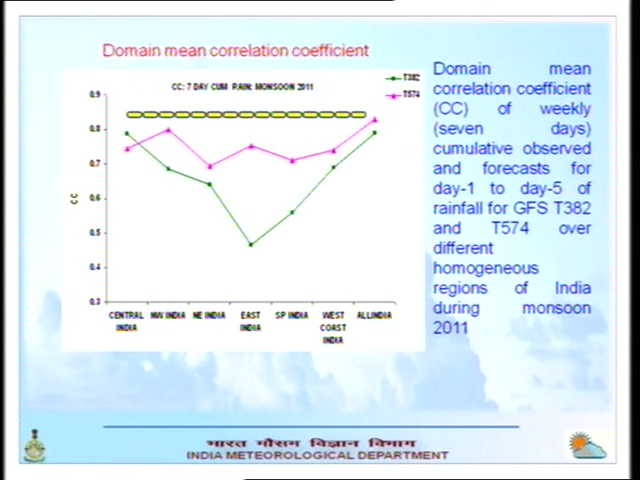 Domain mean correlation coefficient
CC: 7 DAY CUM RAIN: MONSOON 2011
T382
T574
0.9
0.8
0.7
0.6
0.5
0.4
0.3
CC
CENTRAL INDIA
NW INDIA
NE INDIA
EAST INDIA
SP INDIA
WEST COAST INDIA
ALLINDIA
Domain mean
correlation coefficient
(CC) of weekly
(seven days)
cumulative observed
and forecasts for
day-1 to day-5 of
rainfall for GFS T382
and T574 over
different
homogeneous
regions of India
during monsoon
2011
भारत मौसम विज्ञान विभाग
INDIA METEOROLOGICAL DEPARTMENT